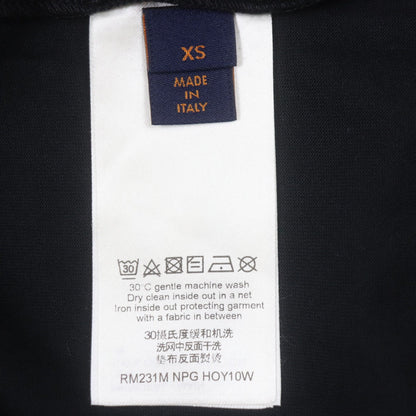 XS
MADE
IN
ITALY
30
30°C gentle machine wash
Dry clean inside out in a net
Iron inside out protecting garment
with a fabric in between
30摄氏度缓和机洗
洗网中反面干洗
垫布反面熨烫
RM231M NPG HOY10W